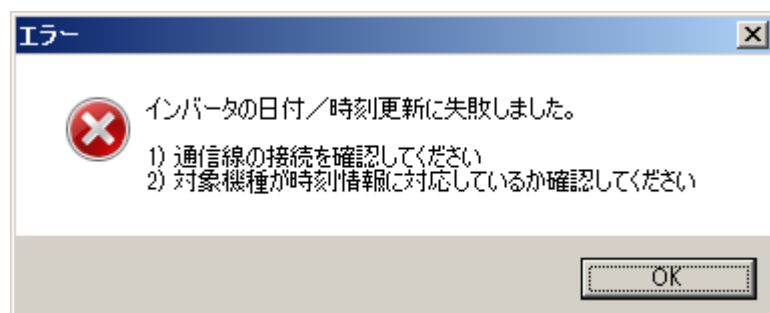 エラー
インバータの日付／時刻更新に失敗しました。
1) 通信線の接続を確認してください
2) 対象機種が時刻情報に対応しているか確認してください
OK